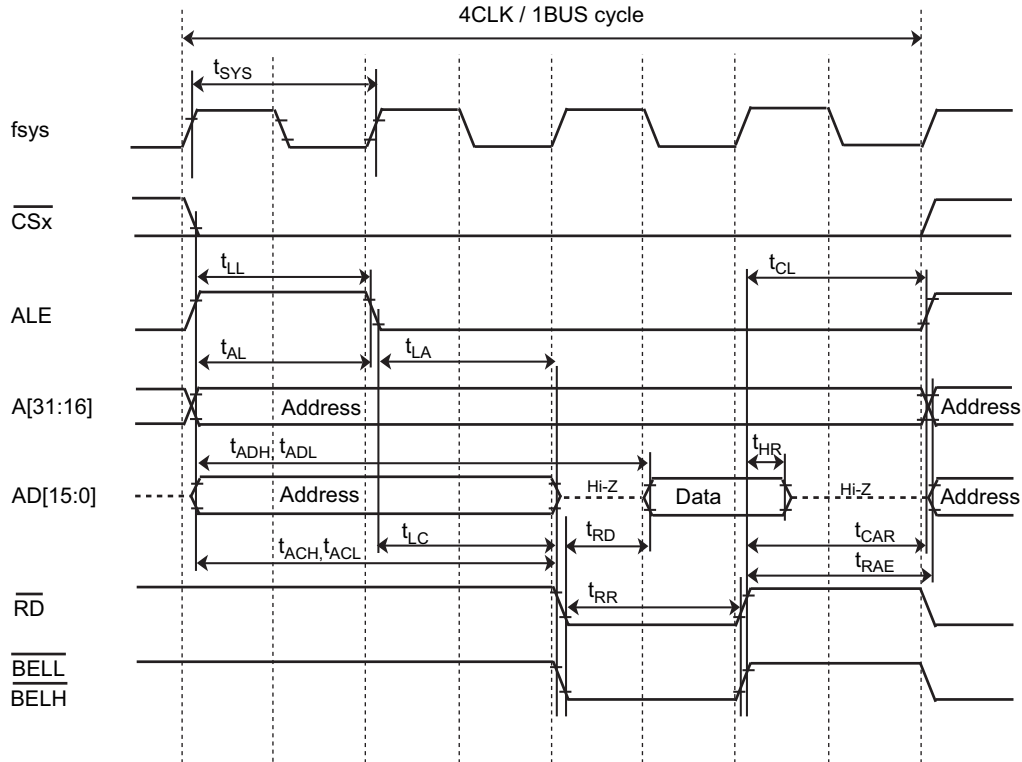 4CLK / 1BUS cycle
tSYS
fsys
CSx
tLL
tCL
ALE
tAL
tLA
A[31:16]
Address
Address
tADH, tADL
tHR
AD[15:0]
Address
Hi-Z
Data
Hi-Z
Address
tLC
tRD
tCAR
tACH,tACL
tRAE
tRR
RD
BELL
BELH